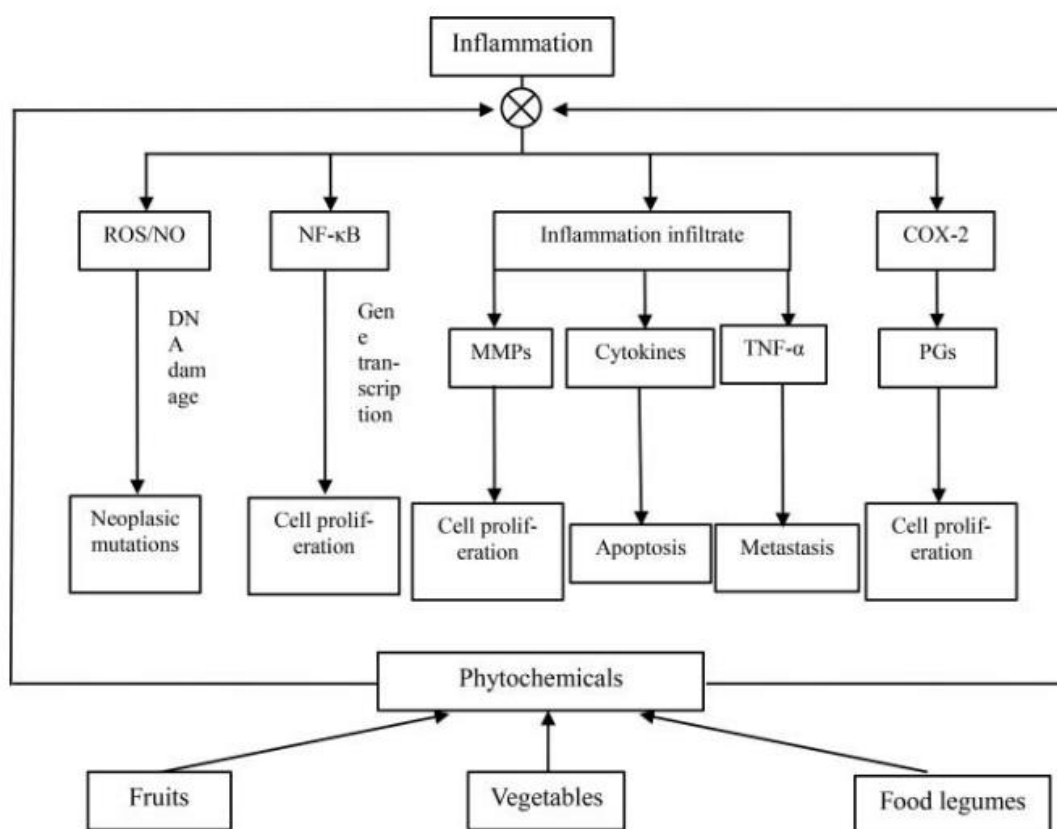 Inflammation
ROS/NO
NF-κB
Inflammation infiltrate
COX-2
DN
A
dam
age
Gen
e
tran-
scrip
tion
MMPs
Cytokines
TNF-α
PGs
Neoplasic
mutations
Cell prolif-
eration
Cell prolif-
eration
Apoptosis
Metastasis
Cell prolif-
eration
Phytochemicals
Fruits
Vegetables
Food legumes